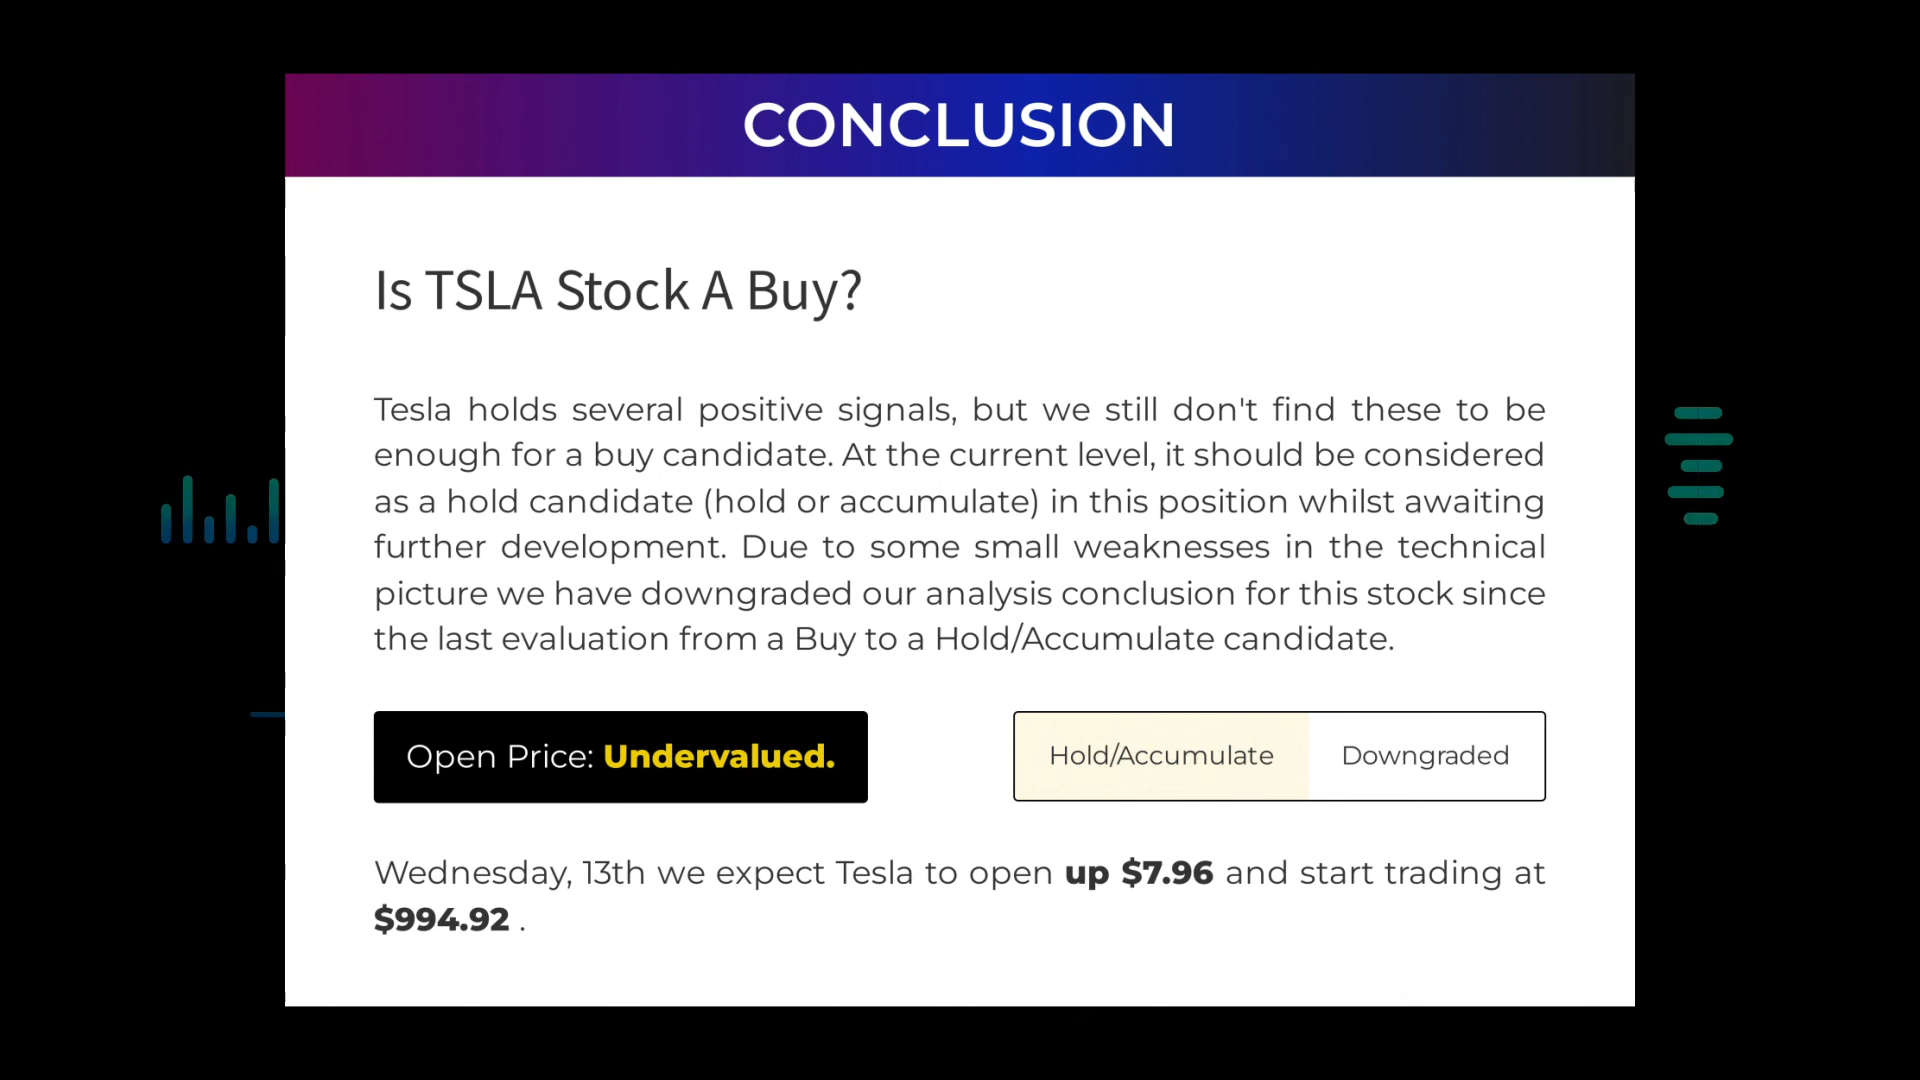 CONCLUSION
Is TSLA Stock A Buy?
Tesla holds several positive signals, but we still don't find these to be
enough for a buy candidate. At the current level, it should be considered
as a hold candidate (hold or accumulate) in this position whilst awaiting
further development. Due to some small weaknesses in the technical
picture we have downgraded our analysis conclusion for this stock since
the last evaluation from a Buy to a Hold/Accumulate candidate.
Open Price: Undervalued.
Hold/Accumulate Downgraded
Wednesday, 13th we expect Tesla to open up $7.96 and start trading at
$994.92 .